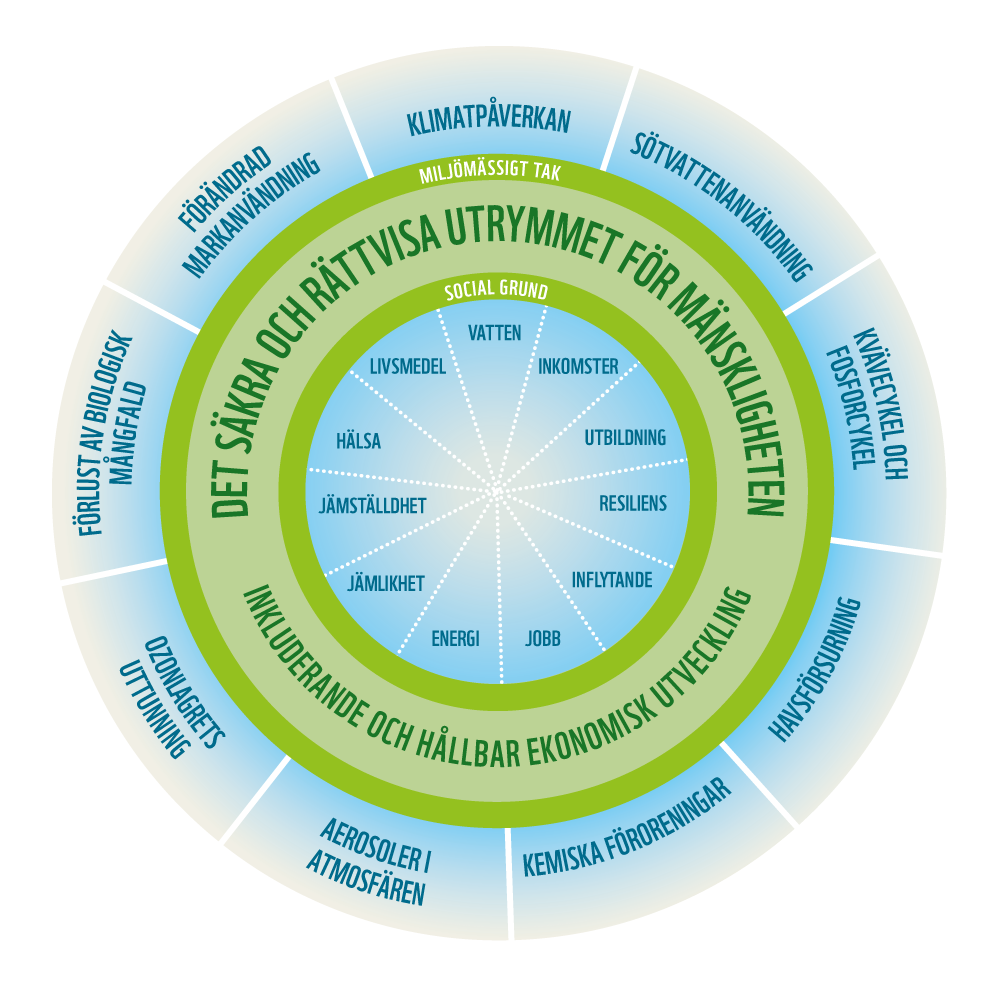 KLIMATPÅVERKAN
SÖTVATTENANVÄNDNING
KVÄVECYKEL OCH
FOSFORCYKEL
HAVSFÖRSURNING
KEMISKA FÖRORENINGAR
AEROSOLER I
ATMOSFÄREN
OZONLAGRETS
UTTUNNING
FÖRLUST AV BIOLOGISK
MÅNGFALD
FÖRÄNDRAD
MARKANVÄNDNING
MILJÖMÄSSIGT TAK
DET SÄKRA OCH RÄTTVISA UTRYMMET FÖR MÄNSKLIGHETEN
INKLUDERANDE OCH HÅLLBAR EKONOMISK UTVECKLING
SOCIAL GRUND
VATTEN
INKOMSTER
UTBILDNING
RESILIENS
INFLYTANDE
JOBB
ENERGI
JÄMLIKHET
JÄMSTÄLLDHET
HÄLSA
LIVSMEDEL